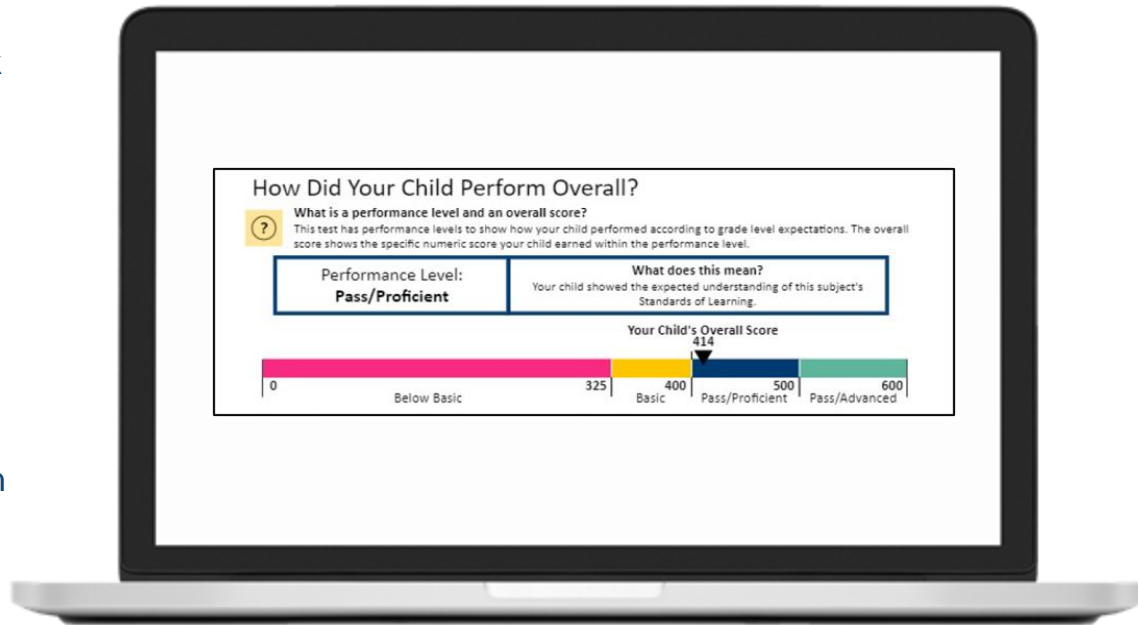 How Did Your Child Perform Overall?
?
What is a performance level and an overall score?
This test has performance levels to show how your child performed according to grade level expectations. The overall
score shows the specific numeric score your child earned within the performance level.
Performance Level:
Pass/Proficient
What does this mean?
Your child showed the expected understanding of this subject's
Standards of Learning.
Your Child's Overall Score
414
0 325 400 500 600
Below Basic Basic Pass/Proficient Pass/Advanced